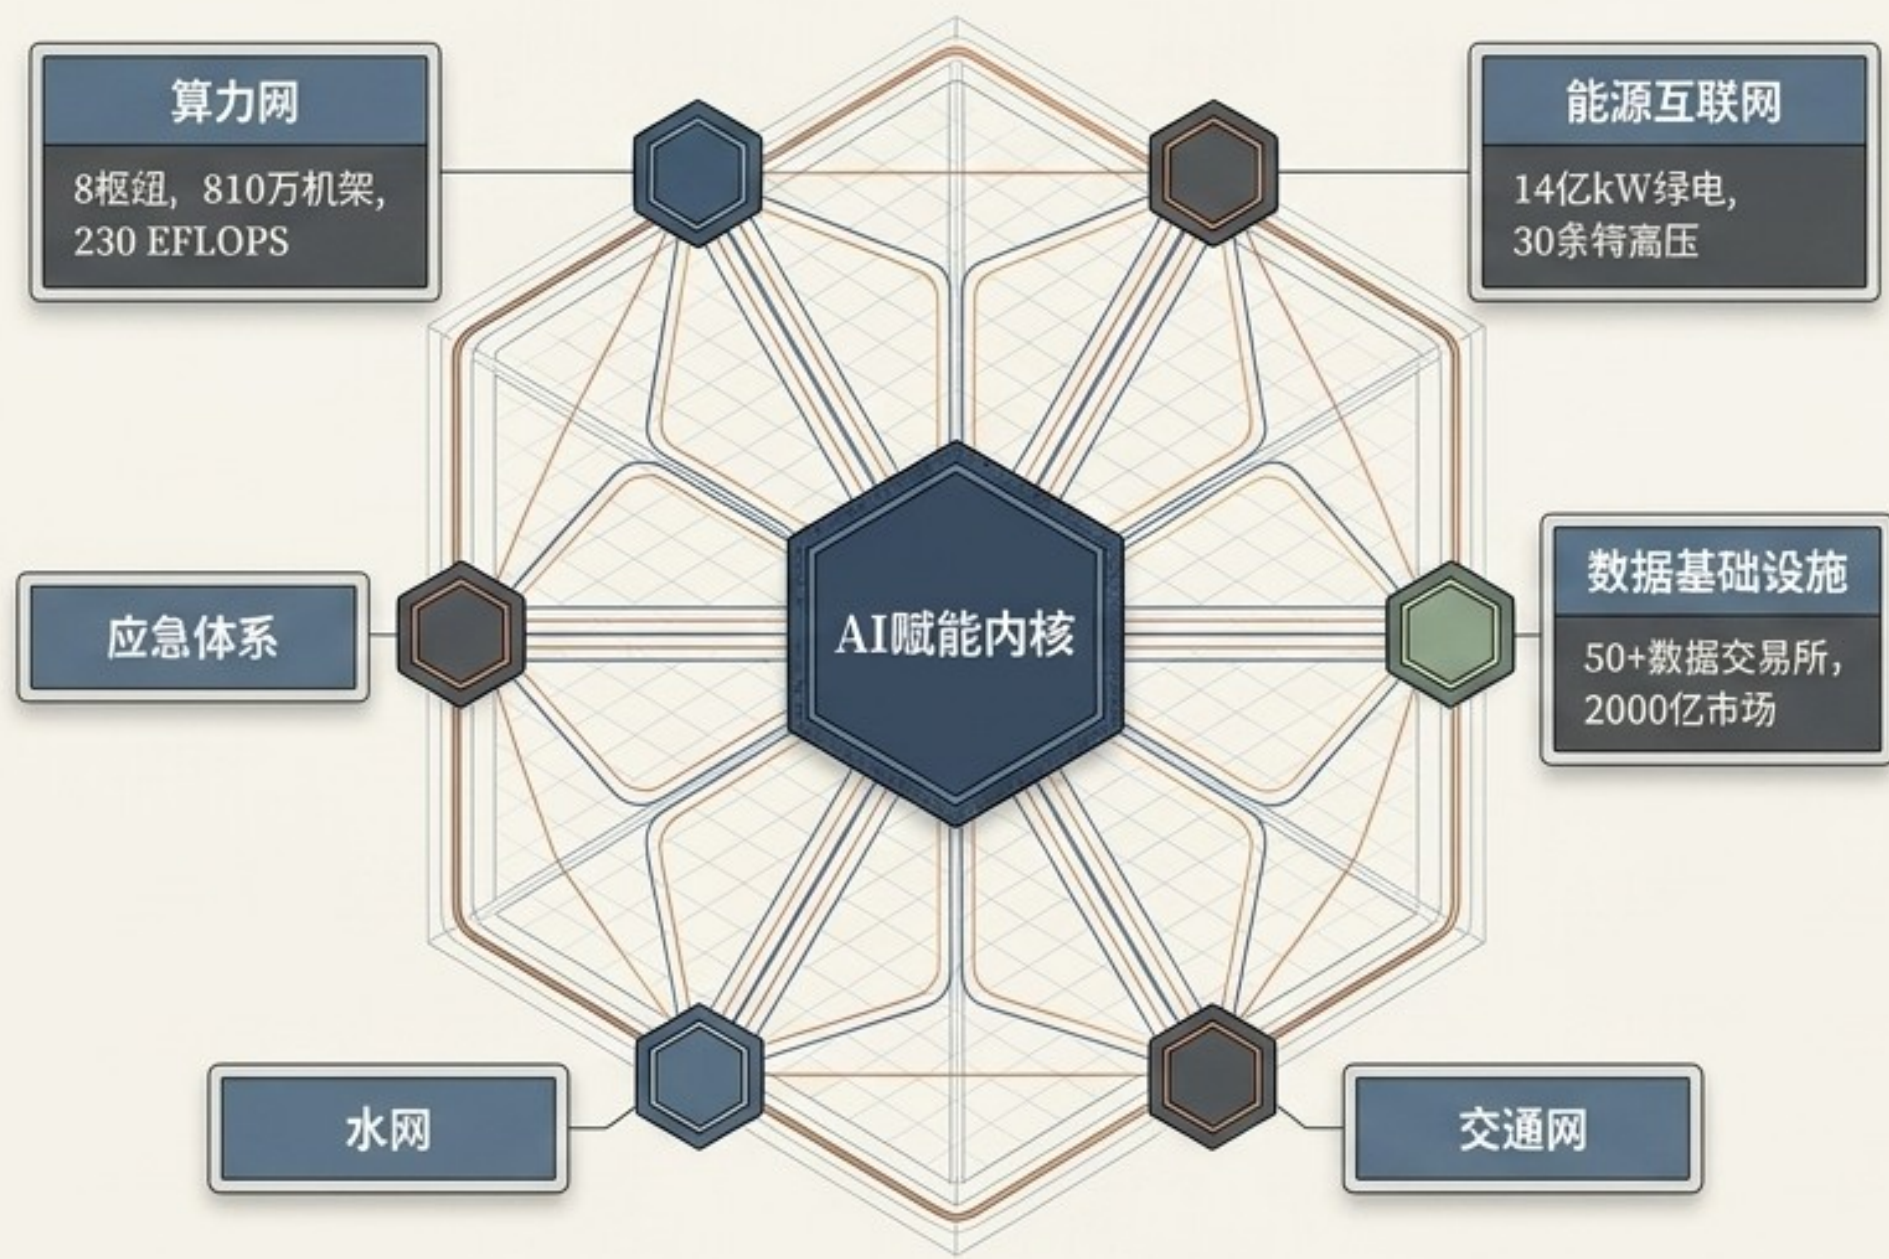 算力网
8枢纽，810万机架，
230 EFLOPS
能源互联网
14亿kW绿电，
30条特高压
AI赋能内核
应急体系
数据基础设施
50+数据交易所，
2000亿市场
水网
交通网